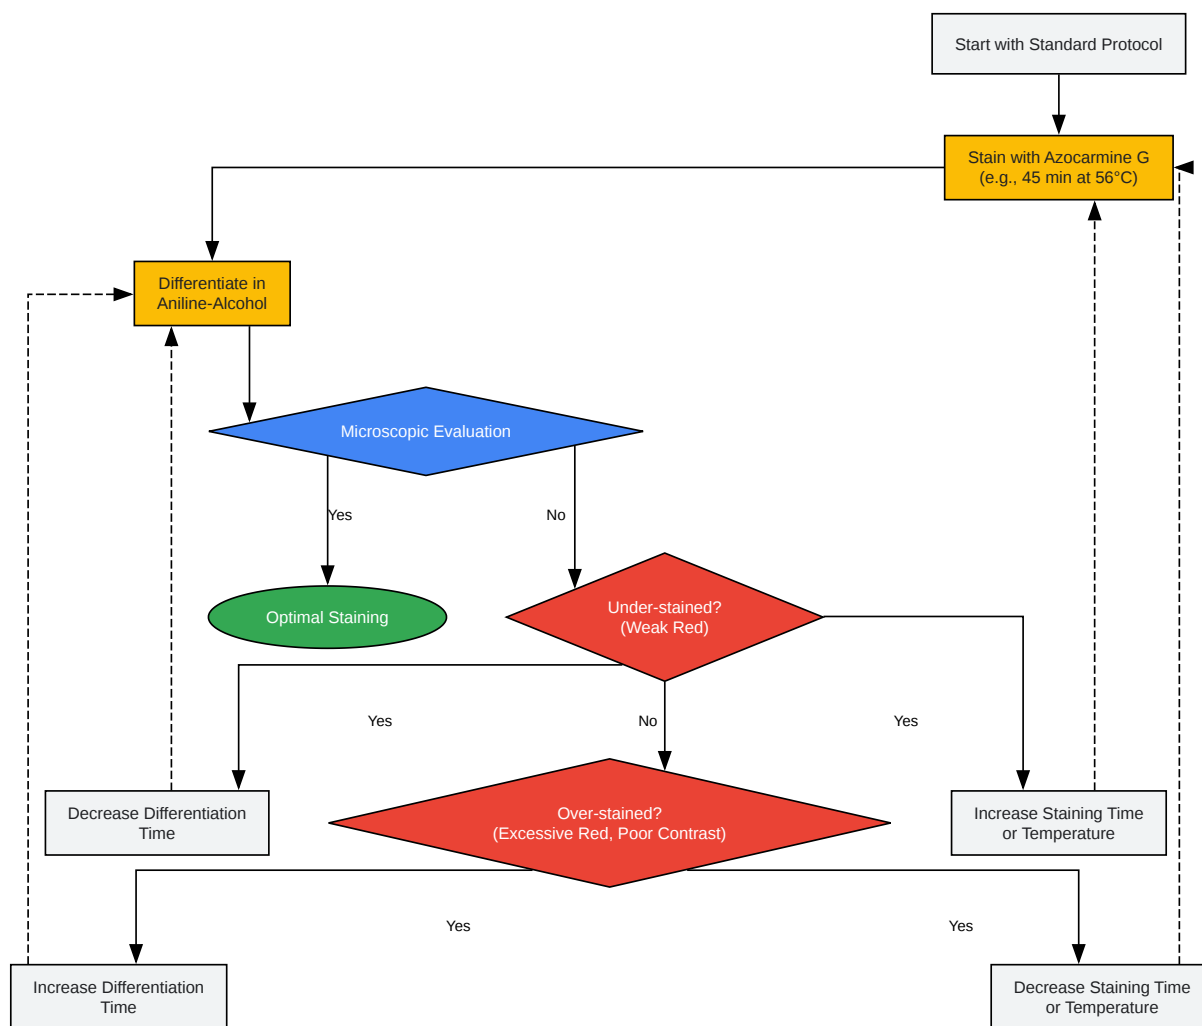 Start with Standard Protocol
Stain with Azocarmine G
(e.g., 45 min at 56°C)
Differentiate in
Aniline-Alcohol
Microscopic Evaluation
Yes
No
Optimal Staining
Under-stained?
(Weak Red)
Yes
No
Yes
Decrease Differentiation
Time
Over-stained?
(Excessive Red, Poor Contrast)
Increase Staining Time
or Temperature
Yes
Yes
Increase Differentiation
Time
Decrease Staining Time
or Temperature